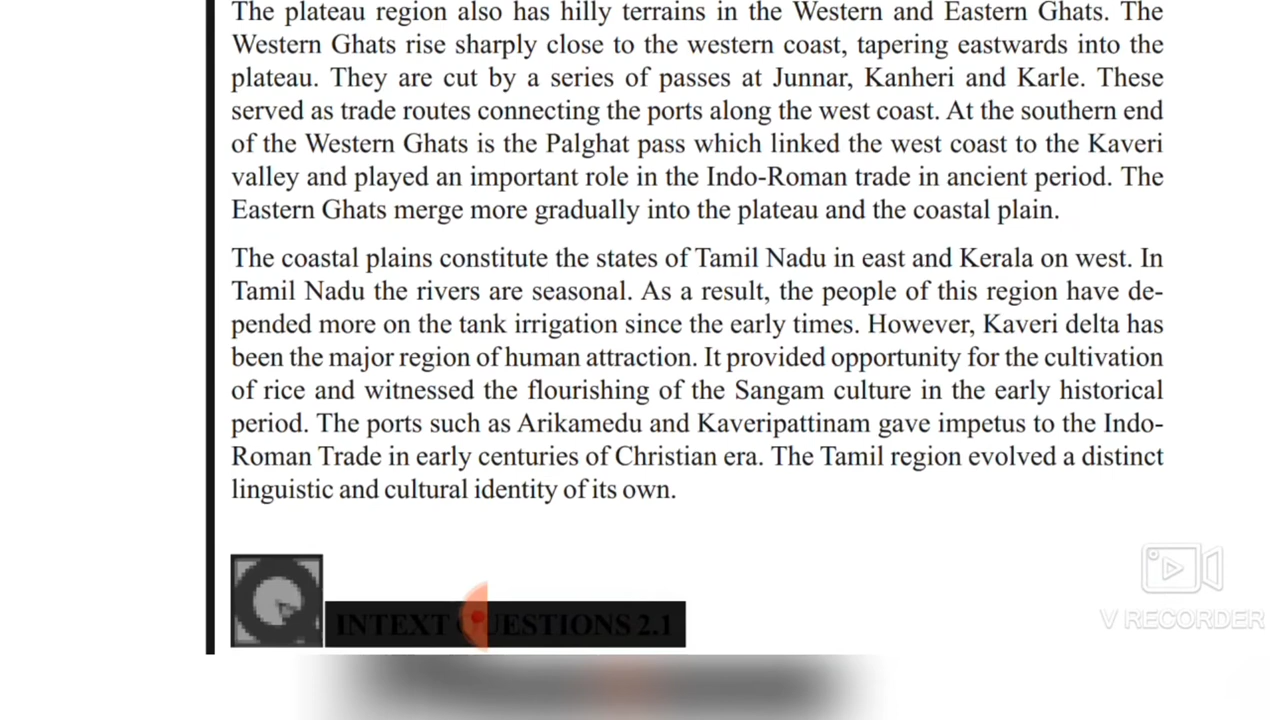 The plateau region also has hilly terrains in the Western and Eastern Ghats. The
Western Ghats rise sharply close to the western coast, tapering eastwards into the
plateau. They are cut by a series of passes at Junnar, Kanheri and Karle. These
served as trade routes connecting the ports along the west coast. At the southern end
of the Western Ghats is the Palghat pass which linked the west coast to the Kaveri
valley and played an important role in the Indo-Roman trade in ancient period. The
Eastern Ghats merge more gradually into the plateau and the coastal plain.
The coastal plains constitute the states of Tamil Nadu in east and Kerala on west. In
Tamil Nadu the rivers are seasonal. As a result, the people of this region have de-
pended more on the tank irrigation since the early times. However, Kaveri delta has
been the major region of human attraction. It provided opportunity for the cultivation
of rice and witnessed the flourishing of the Sangam culture in the early historical
period. The ports such as Arikamedu and Kaveripattinam gave impetus to the Indo-
Roman Trade in early centuries of Christian era. The Tamil region evolved a distinct
linguistic and cultural identity of its own.
INTEXT QUESTIONS 2.1
V RECORDER